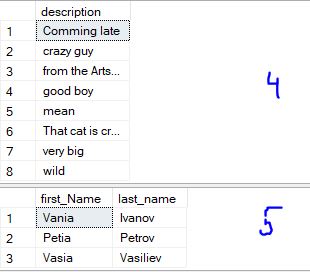 description
1 Comming late
2 crazy guy
3 from the Arts...
4 good boy
5 mean
6 That cat is cr...
7 very big
8 wild
4
first_Name last_name
1 Vania Ivanov
2 Petia Petrov
3 Vasia Vasiliev
5